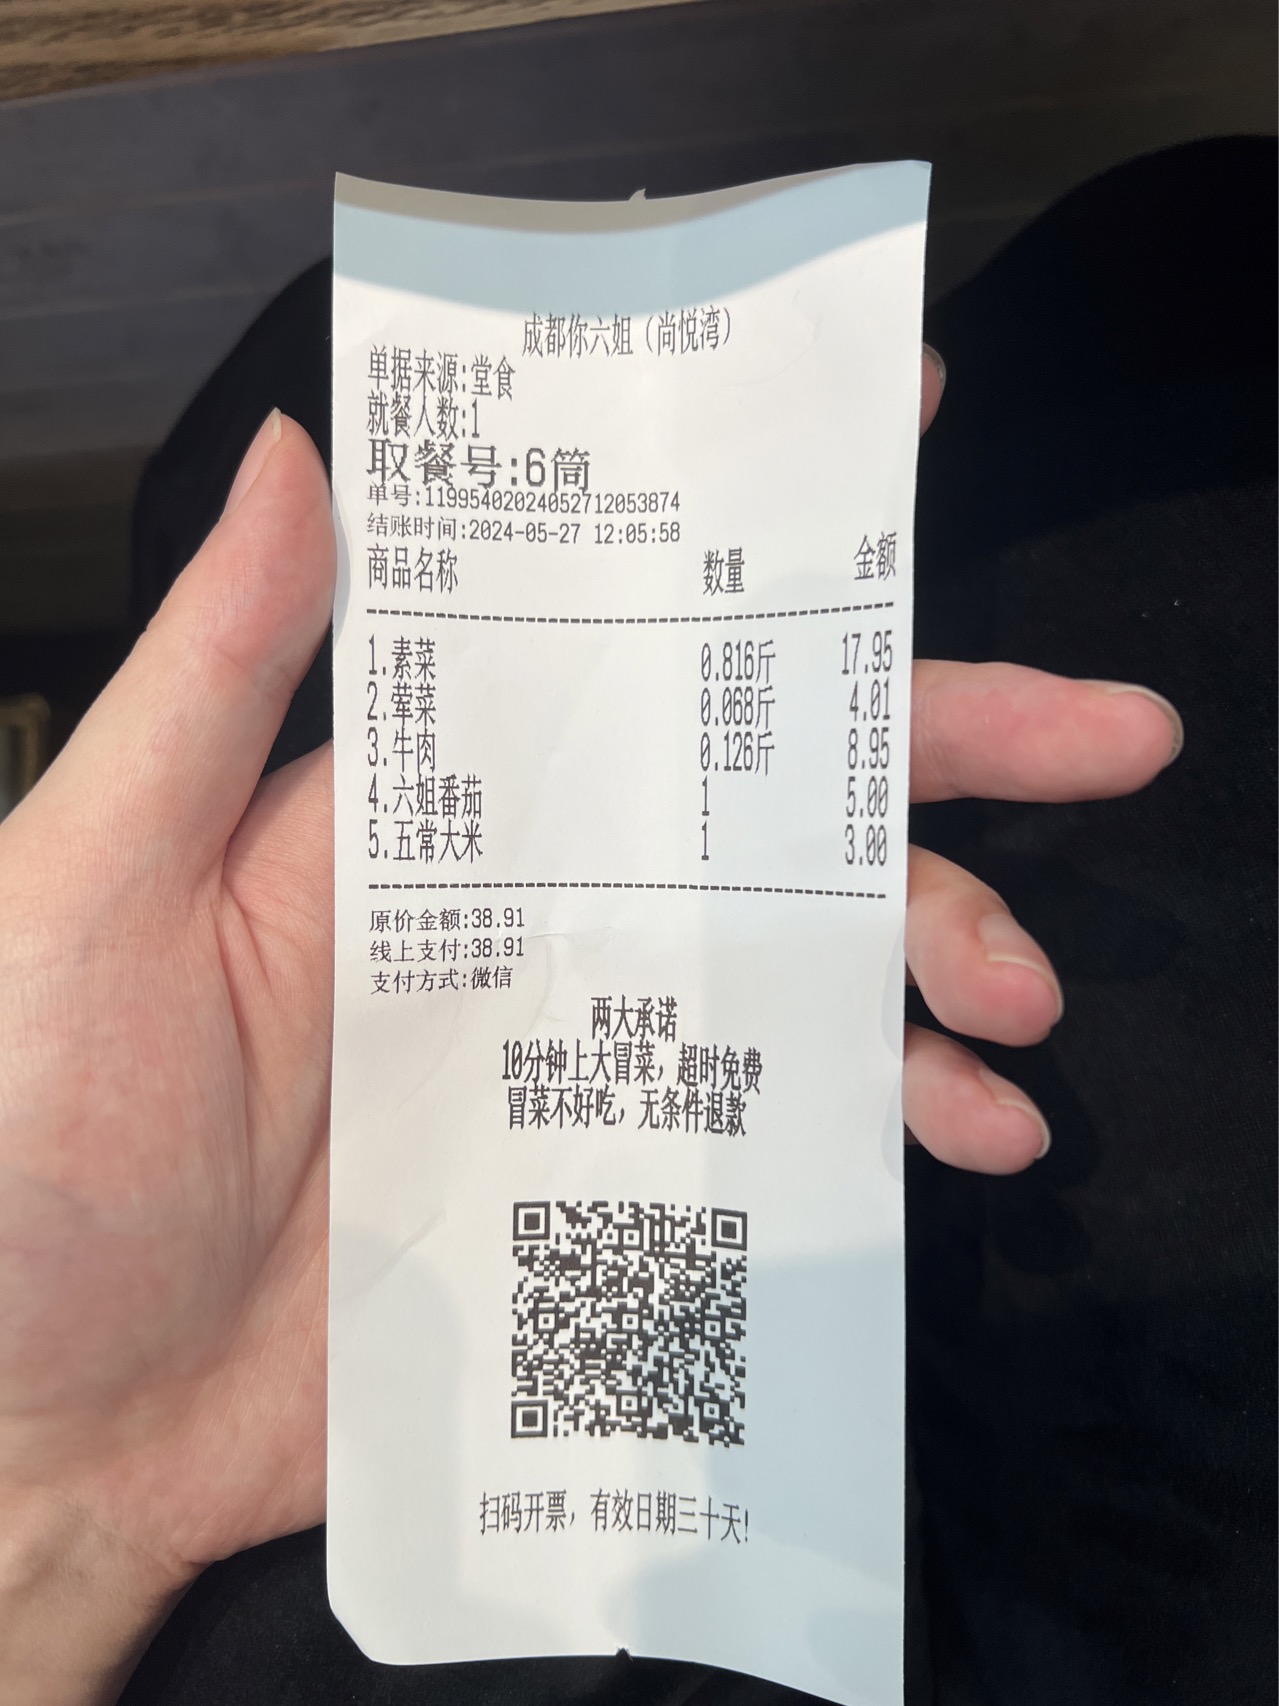 成都你六姐（尚悦湾）
单据来源:堂食
就餐人数:1
取餐号:6筒
单号:11995402024052712053874
结账时间:2024-05-27 12:05:58
商品名称 数量 金额
1.素菜 0.816斤 17.95
2.荤菜 0.068斤 4.01
3.牛肉 0.126斤 8.95
4.六姐番茄 1 5.00
5.五常大米 1 3.00
原价金额:38.91
线上支付:38.91
支付方式:微信
两大承诺
10分钟上大冒菜，超时免费
冒菜不好吃，无条件退款
扫码开票，有效日期三十天!